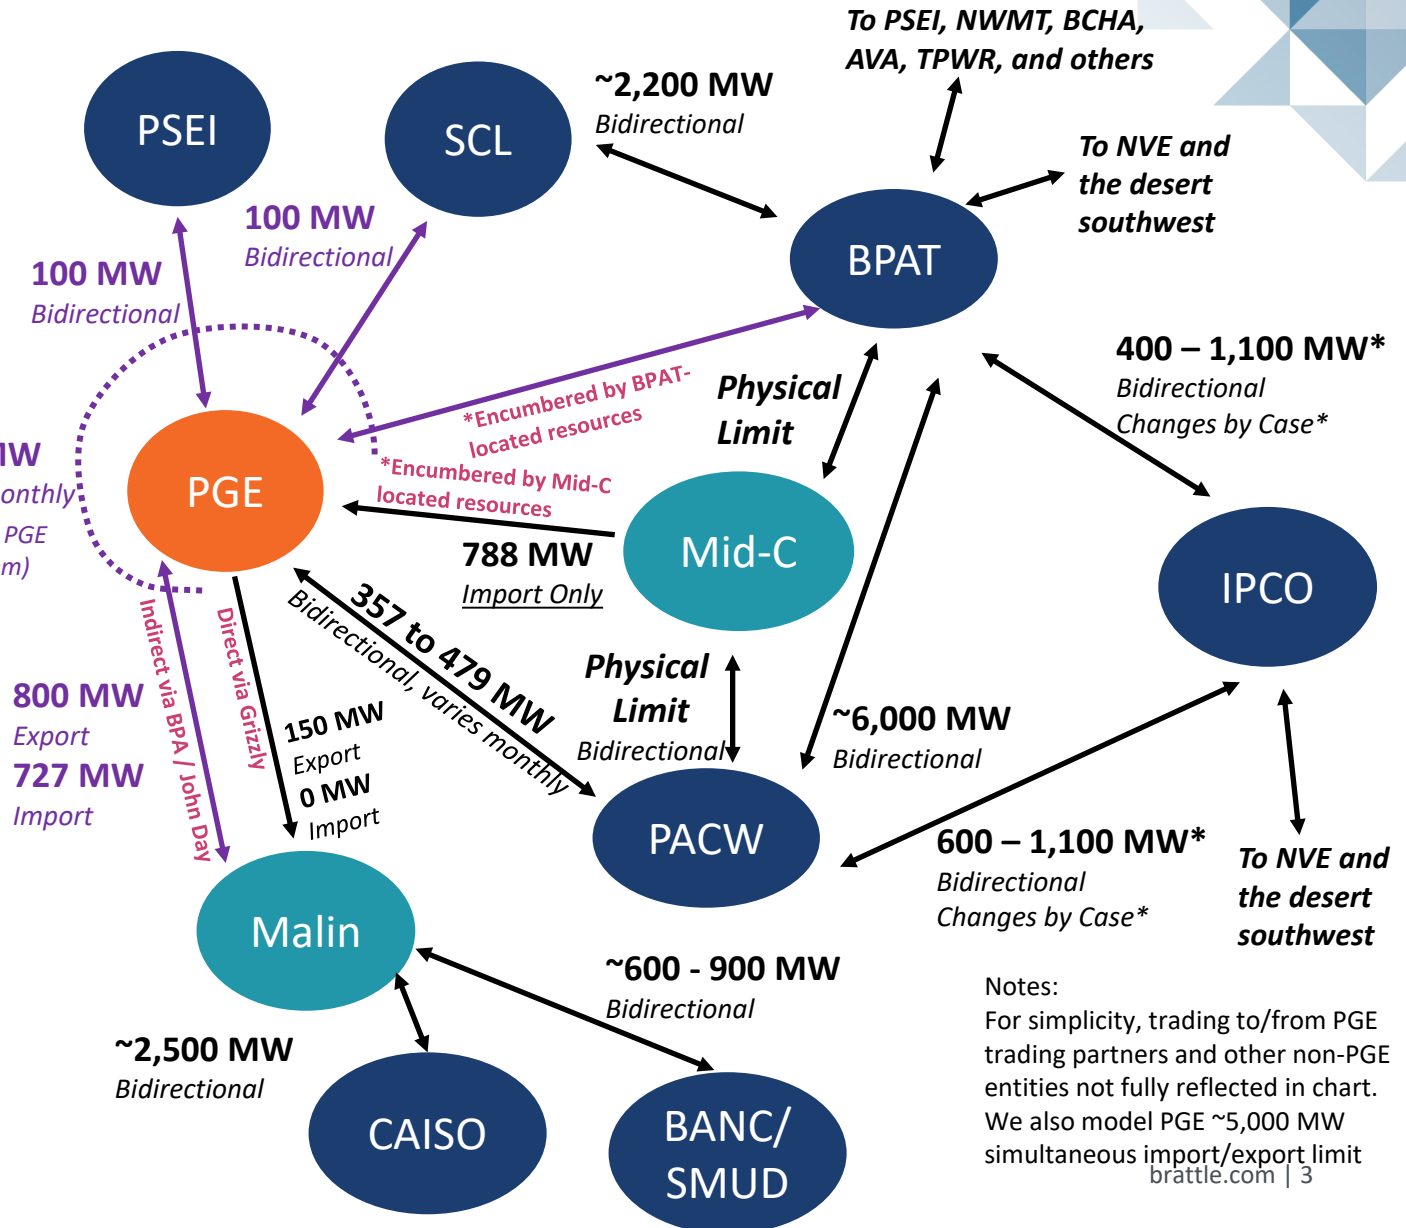 To PSEI, NWMT, BCHA,
AVA, TPWR, and others
PSEI
SCL
~2,200 MW
Bidirectional
To NVE and
the desert
southwest
100 MW
Bidirectional
BPAT
100 MW
Bidirectional
400 – 1,100 MW*
Bidirectional
Changes by Case*
*Encumbered by BPAT-
located resources
Physical
Limit
MW
onthly
PGE
m)
PGE
*Encumbered by Mid-C
located resources
788 MW
Import Only
Mid-C
IPCO
357 to 479 MW
Bidirectional, varies monthly
Indirect via BPA / John Day
Direct via Grizzly
800 MW
Export
727 MW
Import
150 MW
Export
0 MW
Import
Physical
Limit
Bidirectional
~6,000 MW
Bidirectional
PACW
600 – 1,100 MW*
Bidirectional
Changes by Case*
To NVE and
the desert
southwest
Malin
~600 - 900 MW
Bidirectional
~2,500 MW
Bidirectional
CAISO
BANC/
SMUD
Notes:
For simplicity, trading to/from PGE
trading partners and other non-PGE
entities not fully reflected in chart.
We also model PGE ~5,000 MW
simultaneous import/export limit
brattle.com | 3